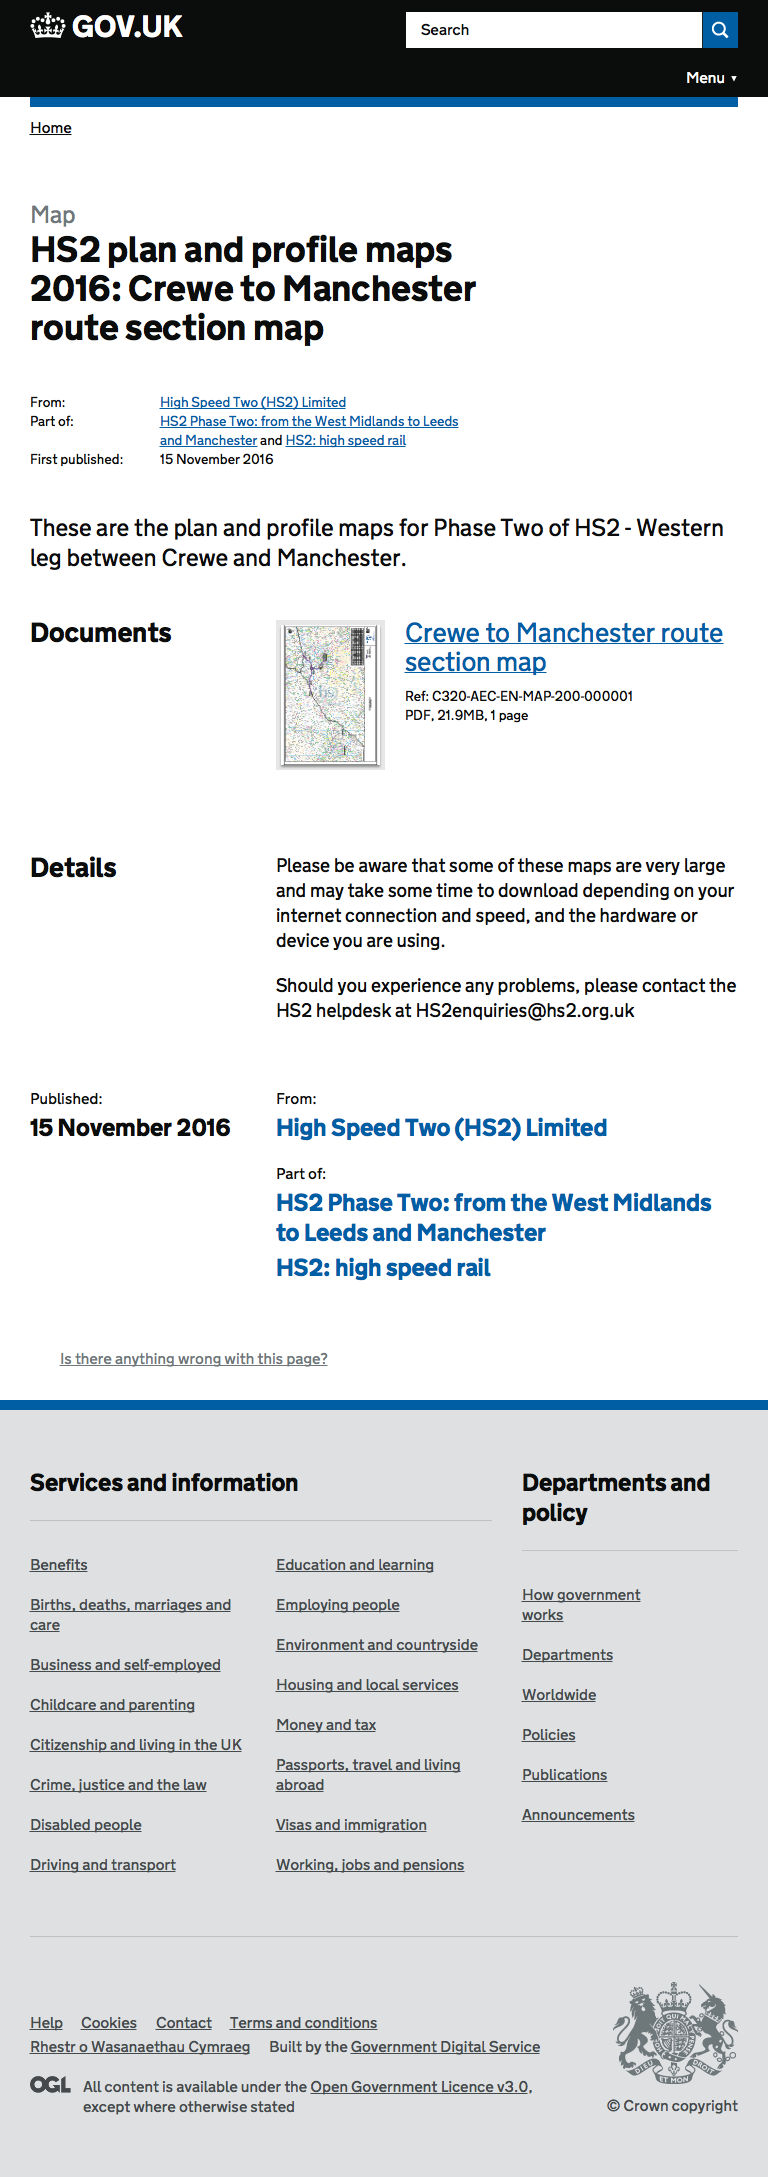 GOV.UK
Search
Menu ▼
Home
Map
HS2 plan and profile maps
2016: Crewe to Manchester
route section map
From: High Speed Two (HS2) Limited
Part of: HS2 Phase Two: from the West Midlands to Leeds
and Manchester and HS2: high speed rail
First published: 15 November 2016
These are the plan and profile maps for Phase Two of HS2 - Western
leg between Crewe and Manchester.
Documents
Crewe to Manchester route
section map
Ref: C320-AEC-EN-MAP-200-000001
PDF, 21.9MB, 1 page
Details
Please be aware that some of these maps are very large
and may take some time to download depending on your
internet connection and speed, and the hardware or
device you are using.
Should you experience any problems, please contact the
HS2 helpdesk at HS2enquiries@hs2.org.uk
Published:
15 November 2016
From:
High Speed Two (HS2) Limited
Part of:
HS2 Phase Two: from the West Midlands
to Leeds and Manchester
HS2: high speed rail
Is there anything wrong with this page?
Services and information
Benefits
Births, deaths, marriages and
care
Business and self-employed
Childcare and parenting
Citizenship and living in the UK
Crime, justice and the law
Disabled people
Driving and transport
Education and learning
Employing people
Environment and countryside
Housing and local services
Money and tax
Passports, travel and living
abroad
Visas and immigration
Working, jobs and pensions
Departments and
policy
How government
works
Departments
Worldwide
Policies
Publications
Announcements
Help Cookies Contact Terms and conditions
Rhestr o Wasanaethau Cymraeg Built by the Government Digital Service
OGL All content is available under the Open Government Licence v3.0,
except where otherwise stated
DIEU ET MON DROIT
© Crown copyright